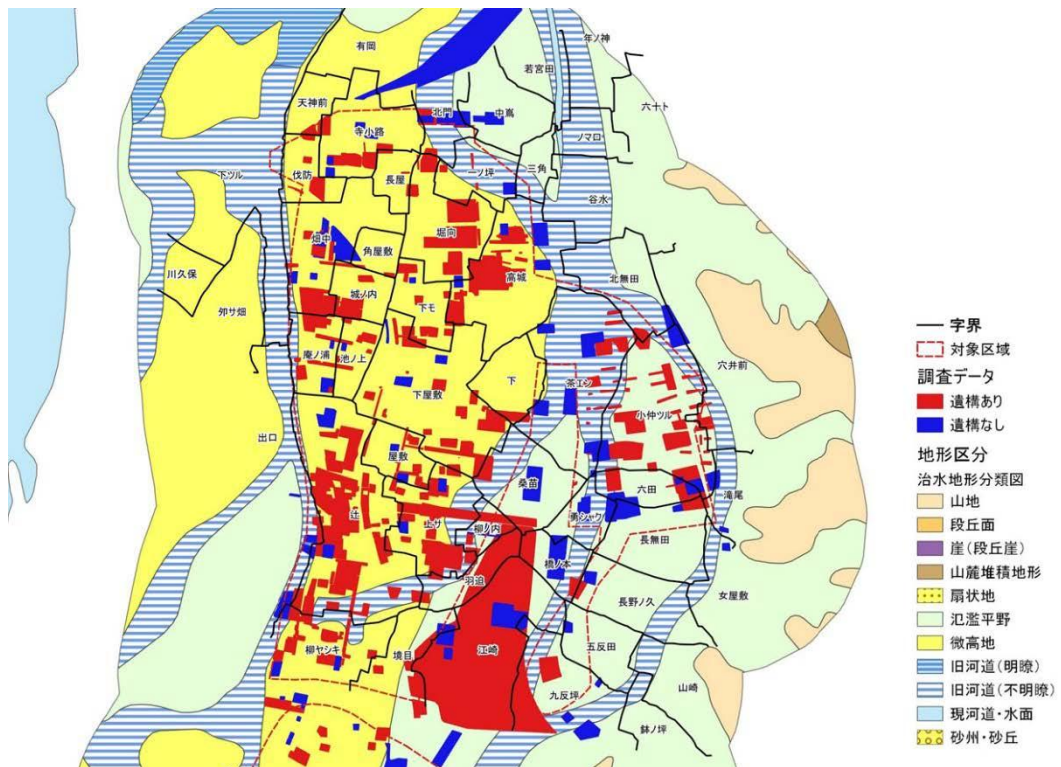 有岡
年ノ神
若宮田
天神前
六十ト
北門
中嶌
寺小路
ノマロ
三角
一ノ坪
下ツル
伐防
長屋
谷水
堀向
畑中
角屋敷
川久保
高城
北無田
城ノ内
下モ
外サ畑
庵ノ浦
池ノ上
穴井前
茶エン
下
下屋敷
小仲ツル
出口
屋敷
桑苗
六田
滝尾
辻
上サ
柳ノ内
勇シャク
長無田
橋ノ本
羽迫
女屋敷
長野ノ久
柳ヤシキ
境目
江崎
五反田
九反坪
山崎
鉢ノ坪
字界
対象区域
調査データ
遺構あり
遺構なし
地形区分
治水地形分類図
山地
段丘面
崖(段丘崖)
山麓堆積地形
扇状地
氾濫平野
微高地
旧河道(明瞭)
旧河道(不明瞭)
現河道・水面
砂州・砂丘